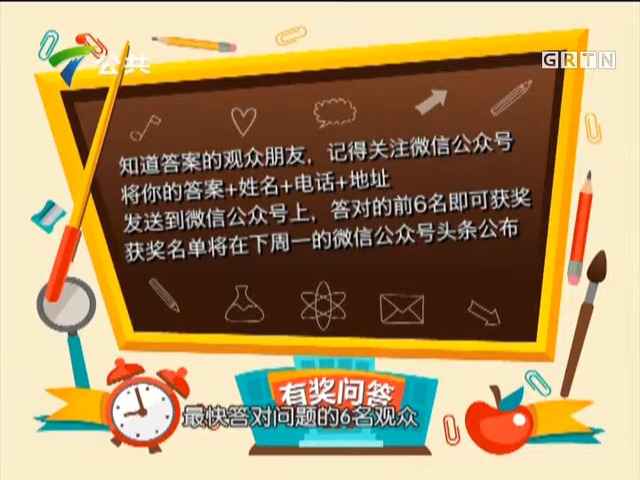 公共
GRTN
知道答案的观众朋友，记得关注微信公众号
将你的答案+姓名+电话+地址
发送到微信公众号上，答对的前6名即可获奖
获奖名单将在下周一的微信公众号头条公布
有奖问答
最快答对问题的6名观众